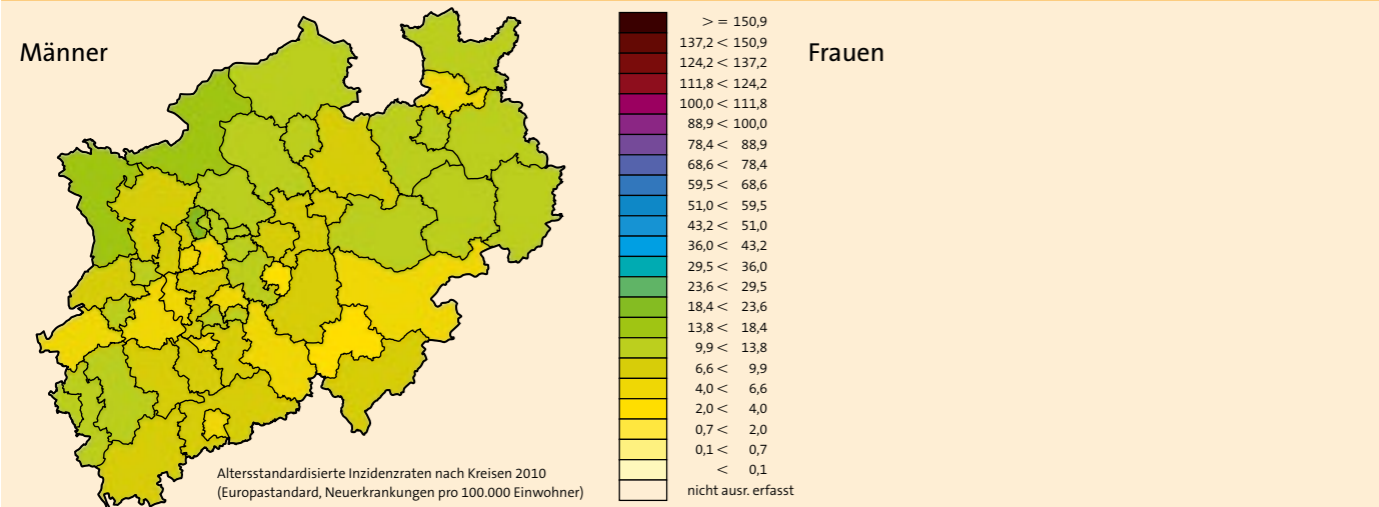 Männer
>= 150,9
137,2 < 150,9
124,2 < 137,2
111,8 < 124,2
100,0 < 111,8
88,9 < 100,0
78,4 < 88,9
68,6 < 78,4
59,5 < 68,6
51,0 < 59,5
43,2 < 51,0
36,0 < 43,2
29,5 < 36,0
23,6 < 29,5
18,4 < 23,6
13,8 < 18,4
9,9 < 13,8
6,6 < 9,9
4,0 < 6,6
2,0 < 4,0
0,7 < 2,0
0,1 < 0,7
< 0,1
nicht ausr. erfasst
Frauen
Altersstandardisierte Inzidenzraten nach Kreisen 2010
(Europastandard, Neuerkrankungen pro 100.000 Einwohner)